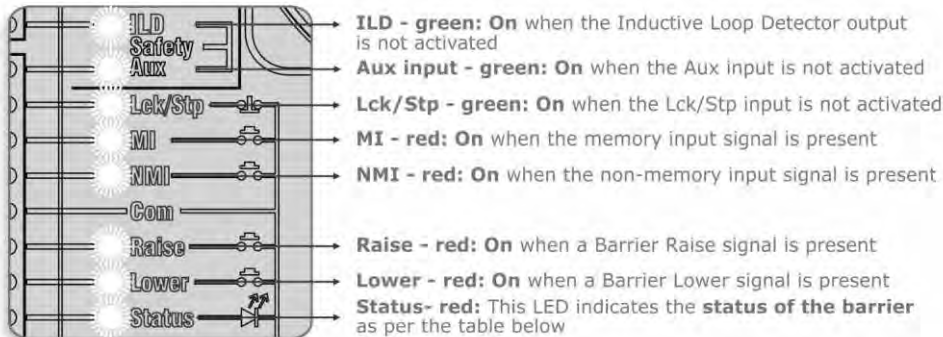 ILD
Safety
Aux
Lck/Stp
MI
NMI
Com
Raise
Lower
Status
ILD - green: On when the Inductive Loop Detector output
is not activated
Aux input - green: On when the Aux input is not activated
Lck/Stp - green: On when the Lck/Stp input is not activated
MI - red: On when the memory input signal is present
NMI - red: On when the non-memory input signal is present
Raise - red: On when a Barrier Raise signal is present
Lower - red: On when a Barrier Lower signal is present
Status- red: This LED indicates the status of the barrier
as per the table below